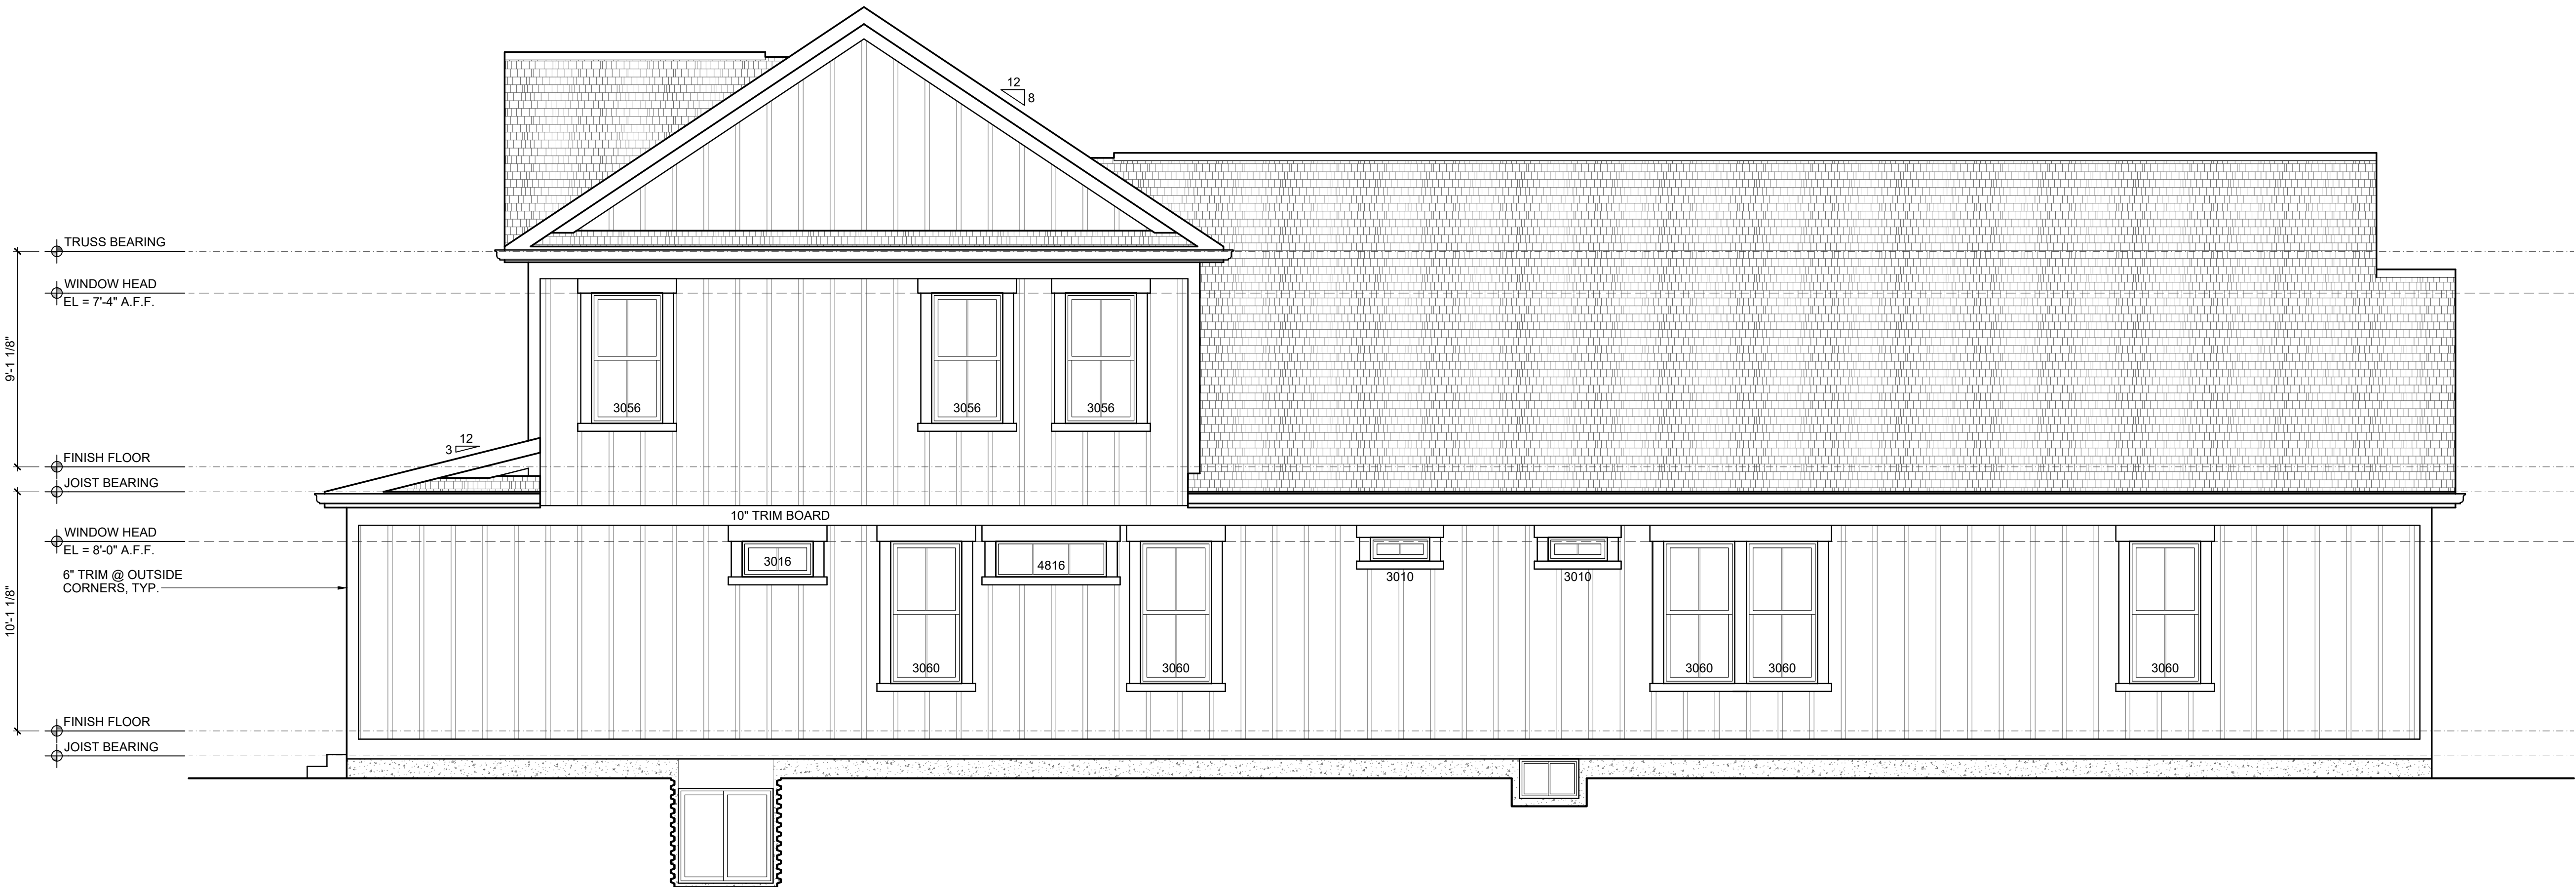 12
8
TRUSS BEARING
WINDOW HEAD
EL = 7'-4" A.F.F.
9'-1 1/8"
3056
3056
3056
12
3
FINISH FLOOR
JOIST BEARING
10" TRIM BOARD
WINDOW HEAD
EL = 8'-0" A.F.F.
6" TRIM @ OUTSIDE
CORNERS, TYP.
10'-1 1/8"
3016
4816
3010
3010
3060
3060
3060
3060
3060
FINISH FLOOR
JOIST BEARING